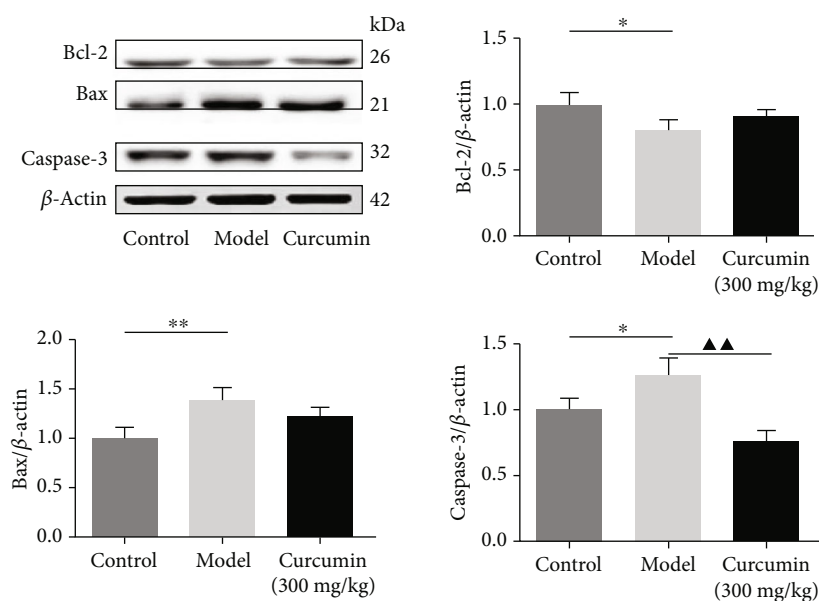 kDa
Bcl-2
26
Bax
21
Caspase-3
32
β-Actin
42
Control Model Curcumin
Bcl-2/β-actin
1.5
1.0
0.5
0.0
*
Control Model Curcumin
(300 mg/kg)
Bax/β-actin
2.0
1.5
1.0
0.5
0.0
**
Control Model Curcumin
(300 mg/kg)
Caspase-3/β-actin
1.5
1.0
0.5
0.0
*
▲▲
Control Model Curcumin
(300 mg/kg)